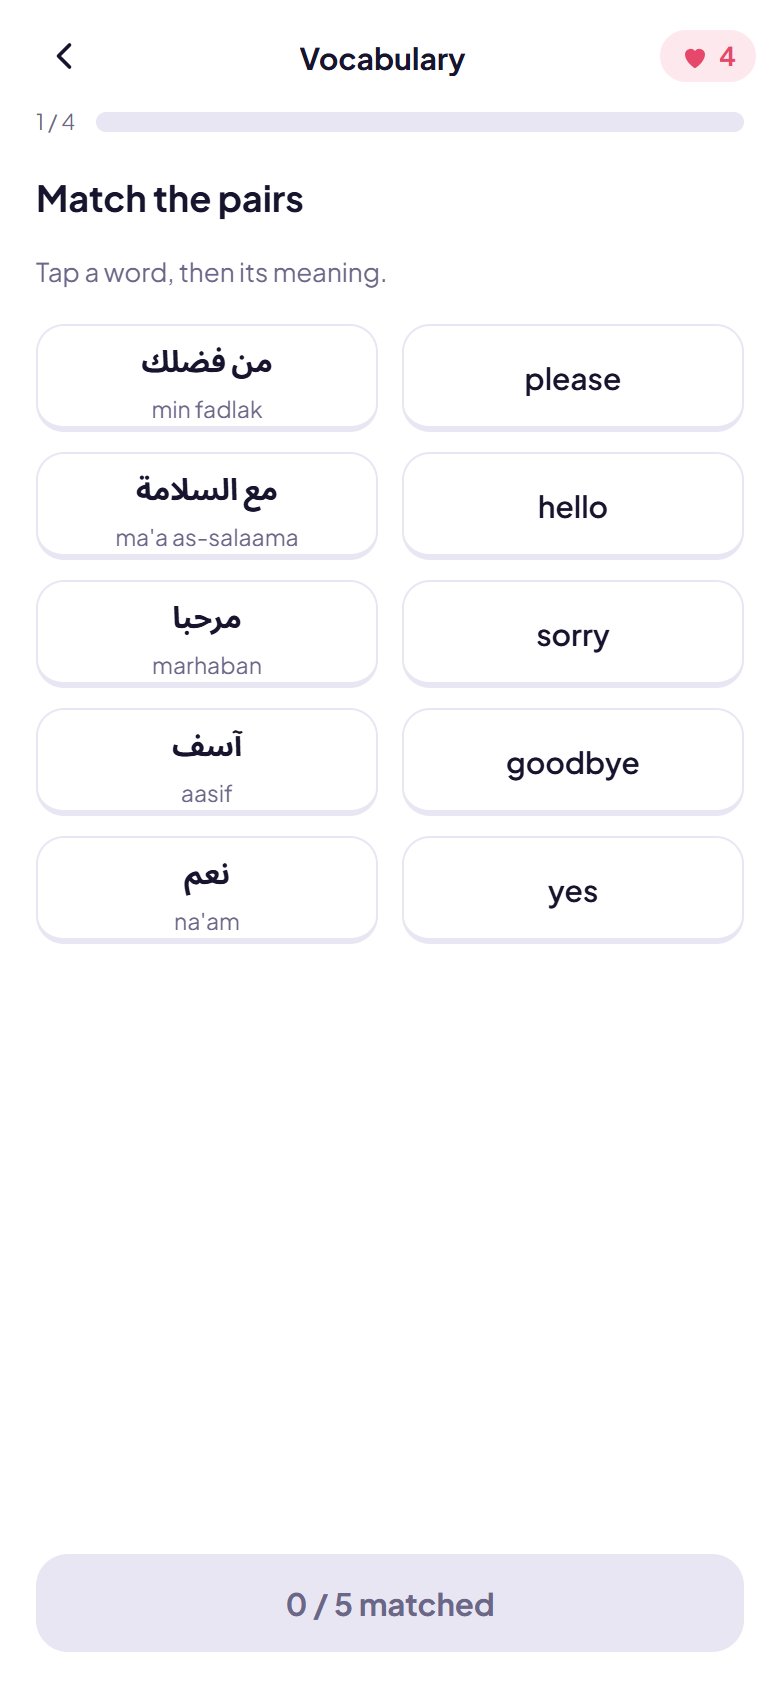 Vocabulary
4
1 / 4
Match the pairs
Tap a word, then its meaning.
من فضلك
min fadlak
please
مع السلامة
ma'a as-salaama
hello
مرحبا
marhaban
sorry
آسف
aasif
goodbye
نعم
na'am
yes
0 / 5 matched